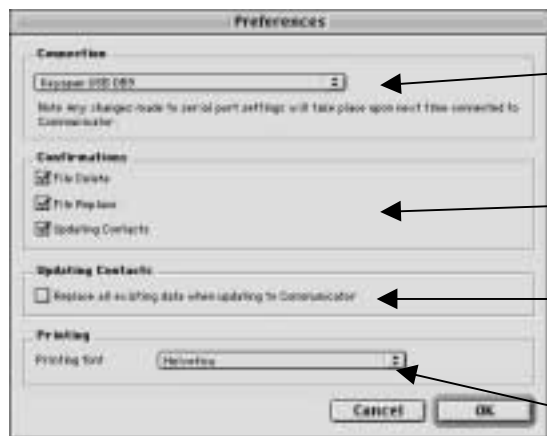 Preferences
Connection
Keyspan USB DB9
Note Any changes made to serial port settings will take place upon next time connected to
Communicator
Confirmations
File Delete
File Replace
Updating Contacts
Updating Contacts
Replace all existing data when updating to Communicator
Printing
Printing font
Helvetica
Cancel
OK